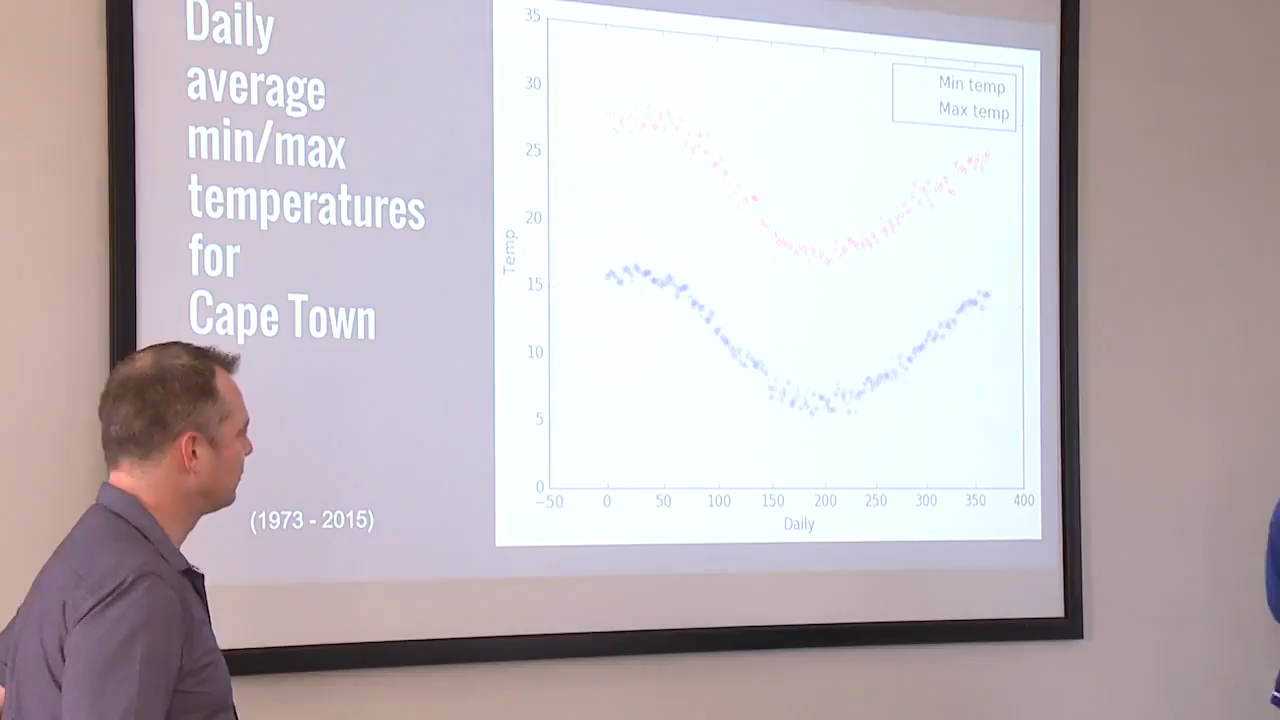 Daily
average
min/max
temperatures
for
Cape Town
(1973 - 2015)
35
30
25
20
15
10
5
0
Temp
Min temp
Max temp
−50 0 50 100 150 200 250 300 350 400
Daily